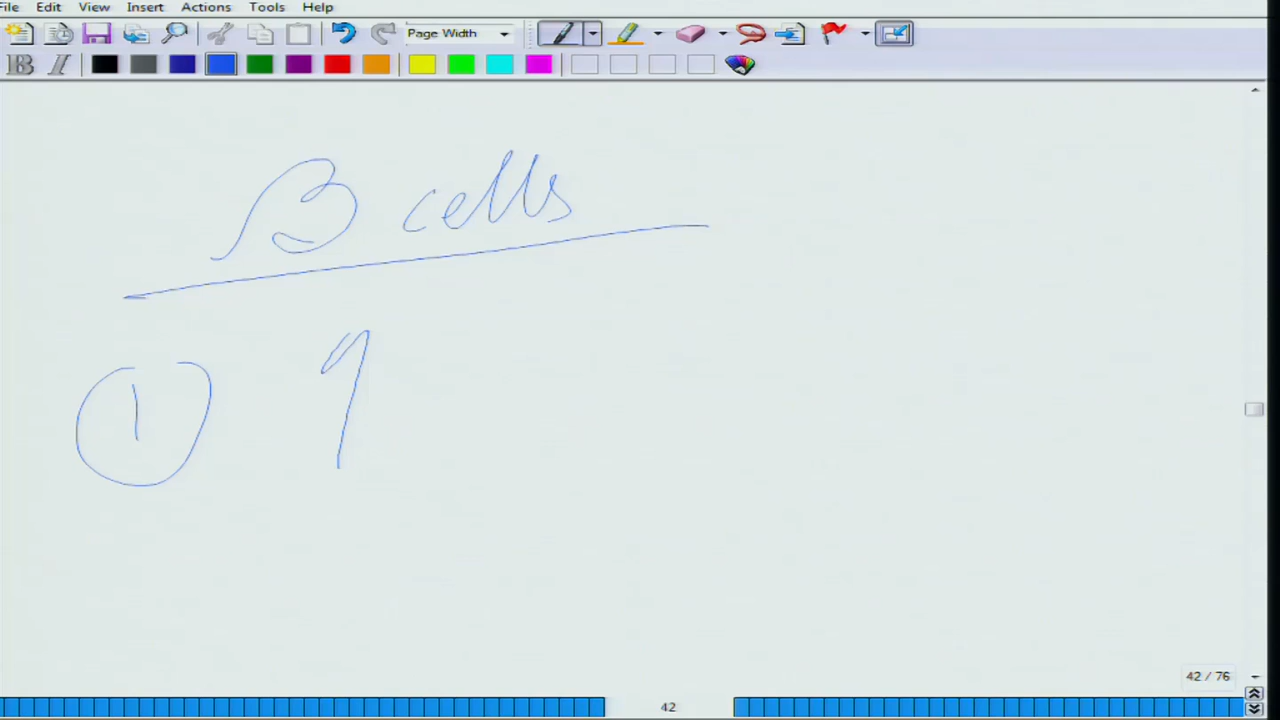 File Edit View Insert Actions Tools Help
Page Width
B I
β cells
1
42 / 76
42